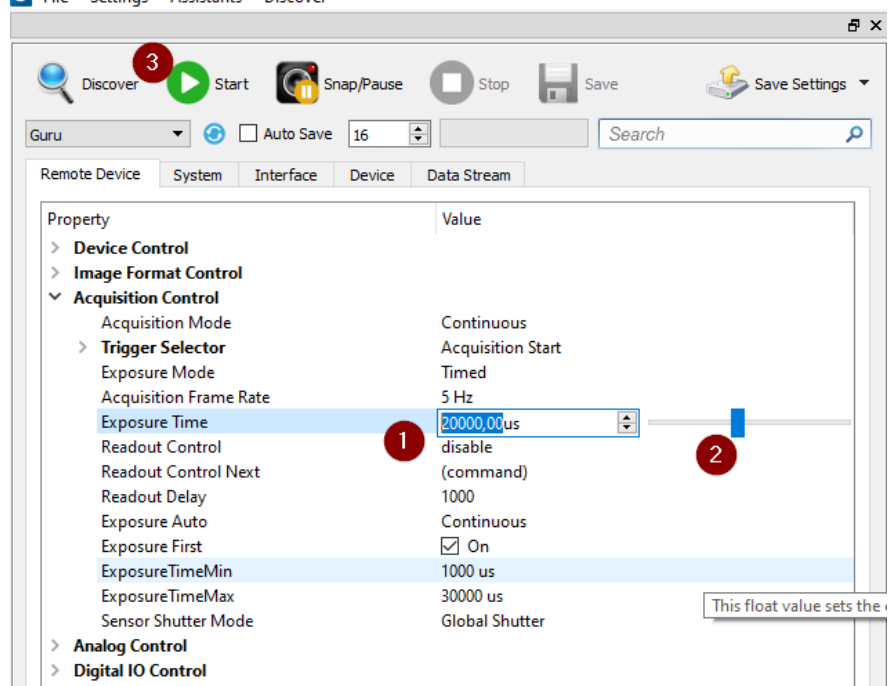 File Settings Assistants Discover
3
Discover Start Snap/Pause Stop Save Save Settings
Guru Auto Save 16 Search
Remote Device System Interface Device Data Stream
Property Value
Device Control
Image Format Control
Acquisition Control
Acquisition Mode Continuous
Trigger Selector Acquisition Start
Exposure Mode Timed
Acquisition Frame Rate 5 Hz
Exposure Time 20000,00us
1 2
Readout Control disable
Readout Control Next (command)
Readout Delay 1000
Exposure Auto Continuous
Exposure First On
ExposureTimeMin 1000 us
ExposureTimeMax 30000 us
This float value sets the
Sensor Shutter Mode Global Shutter
Analog Control
Digital IO Control